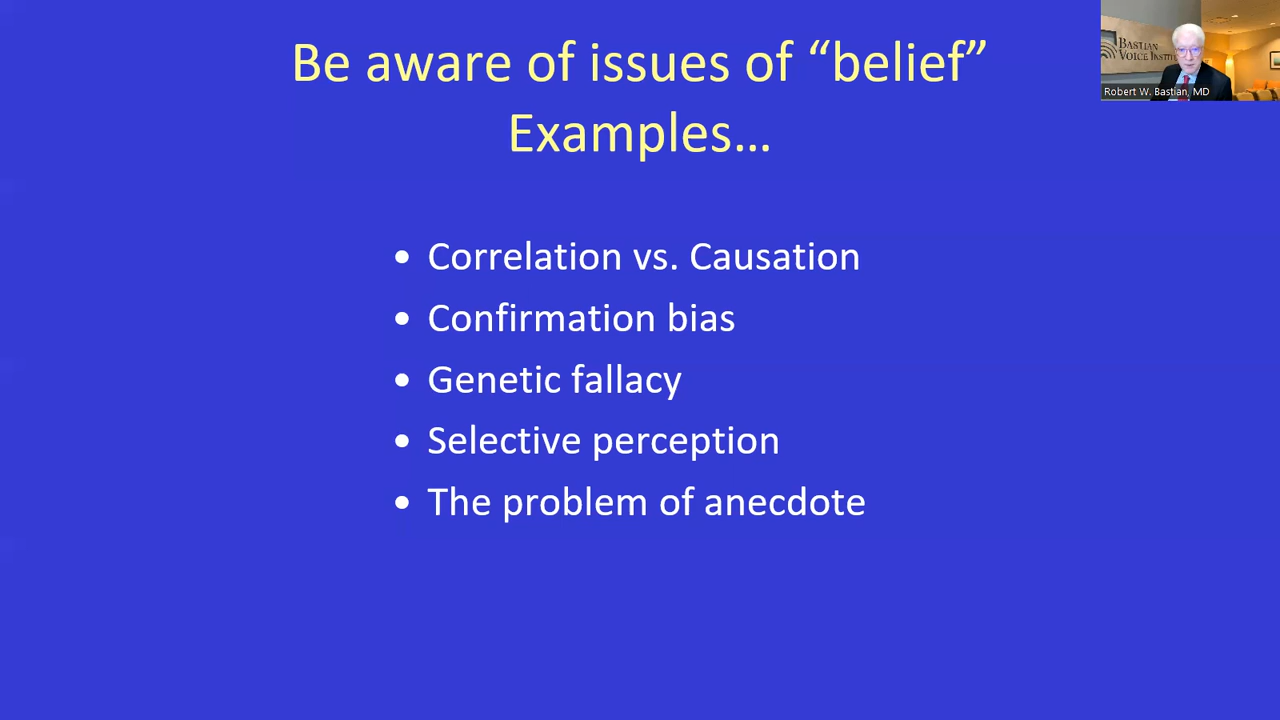 Be aware of issues of “belief”
Examples…
• Correlation vs. Causation
• Confirmation bias
• Genetic fallacy
• Selective perception
• The problem of anecdote
BASTIAN
VOICE
Robert W. Bastian, MD